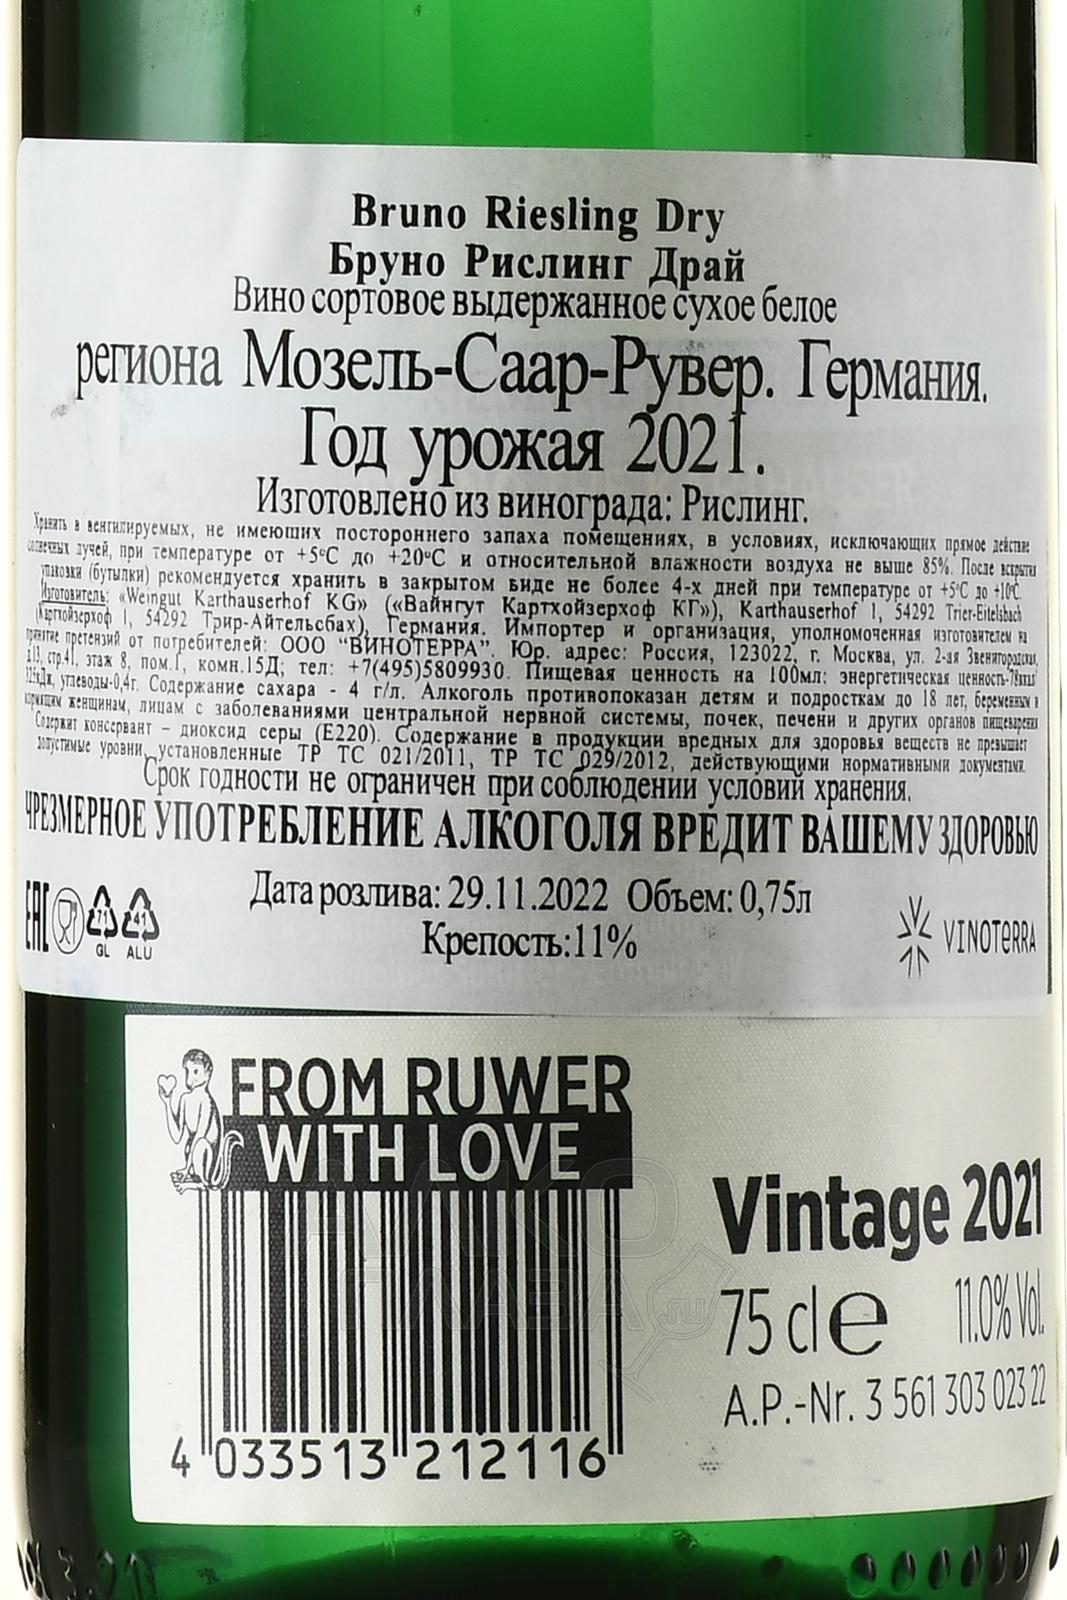 Bruno Riesling Dry
Бруно Рислинг Драй
Вино сортовое выдержанное сухое белое
региона Мозель-Саар-Рувер. Германия.
Год урожая 2021.
Изготовлено из винограда: Рислинг.
Хранить в вентилируемых, не имеющих постороннего запаха помещениях, в условиях, исключающих прямое действие
солнечных лучей, при температуре от +5°С до +20°С и относительной влажности воздуха не выше 85%. После вскрытия
упаковки (бутылки) рекомендуется хранить в закрытом виде не более 4-х дней при температуре от +5°С до +10°С.
Изготовитель: «Weingut Karthauserhof KG» («Вайнгут Картхойзерхоф КГ»), Karthauserhof 1, 54292 Trier-Eitelsbach
(Картхойзерхоф 1, 54292 Трир-Айтельсбах), Германия. Импортер и организация, уполномоченная изготовителем на
принятие претензий от потребителей: ООО "ВИНОТЕРРА". Юр. адрес: Россия, 123022, г. Москва, ул. 2-ая Звенигородская,
д.13, стр.41, этаж 8, пом.I, комн.15Д; тел: +7(495)5809930. Пищевая ценность на 100мл: энергетическая ценность-78ккал/
325кДж, углеводы-0,4г. Содержание сахара - 4 г/л. Алкоголь противопоказан детям и подросткам до 18 лет, беременным и
кормящим женщинам, лицам с заболеваниями центральной нервной системы, почек, печени и других органов пищеварения
Содержит консервант – диоксид серы (Е220). Содержание в продукции вредных для здоровья веществ не превышает
допустимые уровни, установленные ТР ТС 021/2011, ТР ТС 029/2012, действующими нормативными документами.
Срок годности не ограничен при соблюдении условий хранения.
ЧРЕЗМЕРНОЕ УПОТРЕБЛЕНИЕ АЛКОГОЛЯ ВРЕДИТ ВАШЕМУ ЗДОРОВЬЮ
Дата розлива: 29.11.2022 Объем: 0,75л
Крепость:11%
EAC
71
GL
41
ALU
VINOTERRA
FROM RUWER
WITH LOVE
Vintage 2021
75 cl e 11.0% Vol.
A.P.-Nr. 3 561 303 023 22
4 033513 212116
АЛКО
ГЛАВА.ru